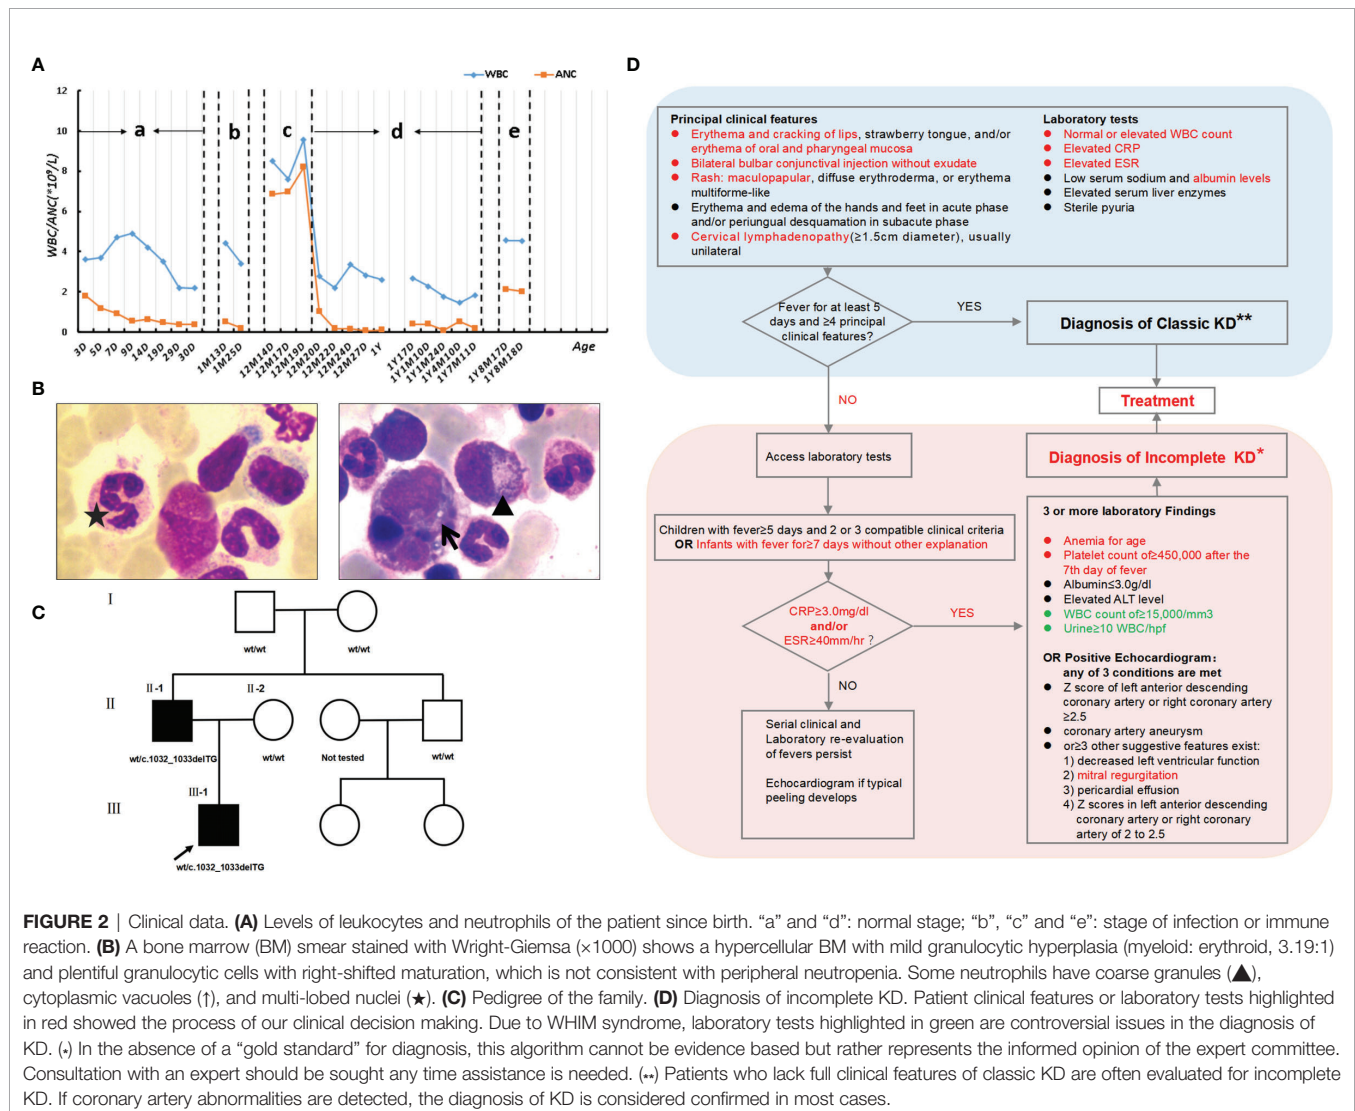 A
WBC
ANC
WBC/ANC(*10⁹/L)
12
10
8
6
4
2
0
a
b
c
d
e
3D
5D
7D
9D
14D
19D
29D
30D
1M13D
1M25D
12M14D
12M17D
12M19D
12M20D
12M22D
12M24D
12M27D
1Y
1Y17D
1Y1M10D
1Y1M24D
1Y4M10D
1Y7M11D
1Y8M17D
1Y8M18D
Age
B
C
I
wt/wt
wt/wt
II
II-1
II-2
wt/c.1032_1033delTG
wt/wt
Not tested
wt/wt
III
III-1
wt/c.1032_1033delTG
D
Principal clinical features
Erythema and cracking of lips, strawberry tongue, and/or
erythema of oral and pharyngeal mucosa
Bilateral bulbar conjunctival injection without exudate
Rash: maculopapular, diffuse erythroderma, or erythema
multiforme-like
Erythema and edema of the hands and feet in acute phase
and/or periungual desquamation in subacute phase
Cervical lymphadenopathy(≥1.5cm diameter), usually
unilateral
Laboratory tests
Normal or elevated WBC count
Elevated CRP
Elevated ESR
Low serum sodium and albumin levels
Elevated serum liver enzymes
Sterile pyuria
Fever for at least 5
days and ≥4 principal
clinical features?
YES
Diagnosis of Classic KD**
NO
Treatment
Access laboratory tests
Diagnosis of Incomplete KD*
Children with fever≥5 days and 2 or 3 compatible clinical criteria
OR Infants with fever for≥7 days without other explanation
CRP≥3.0mg/dl
and/or
ESR≥40mm/hr ?
YES
NO
Serial clinical and
Laboratory re-evaluation
of fevers persist
Echocardiogram if typical
peeling develops
3 or more laboratory Findings
Anemia for age
Platelet count of≥450,000 after the
7th day of fever
Albumin≤3.0g/dl
Elevated ALT level
WBC count of≥15,000/mm3
Urine≥10 WBC/hpf
OR Positive Echocardiogram:
any of 3 conditions are met
Z score of left anterior descending
coronary artery or right coronary artery
≥2.5
coronary artery aneurysm
or≥3 other suggestive features exist:
1) decreased left ventricular function
2) mitral regurgitation
3) pericardial effusion
4) Z scores in left anterior descending
coronary artery or right coronary
artery of 2 to 2.5
FIGURE 2 | Clinical data. (A) Levels of leukocytes and neutrophils of the patient since birth. “a” and “d”: normal stage; “b”, “c” and “e”: stage of infection or immune
reaction. (B) A bone marrow (BM) smear stained with Wright-Giemsa (×1000) shows a hypercellular BM with mild granulocytic hyperplasia (myeloid: erythroid, 3.19:1)
and plentiful granulocytic cells with right-shifted maturation, which is not consistent with peripheral neutropenia. Some neutrophils have coarse granules (▲),
cytoplasmic vacuoles (↑), and multi-lobed nuclei (★). (C) Pedigree of the family. (D) Diagnosis of incomplete KD. Patient clinical features or laboratory tests highlighted
in red showed the process of our clinical decision making. Due to WHIM syndrome, laboratory tests highlighted in green are controversial issues in the diagnosis of
KD. (*) In the absence of a “gold standard” for diagnosis, this algorithm cannot be evidence based but rather represents the informed opinion of the expert committee.
Consultation with an expert should be sought any time assistance is needed. (**) Patients who lack full clinical features of classic KD are often evaluated for incomplete
KD. If coronary artery abnormalities are detected, the diagnosis of KD is considered confirmed in most cases.